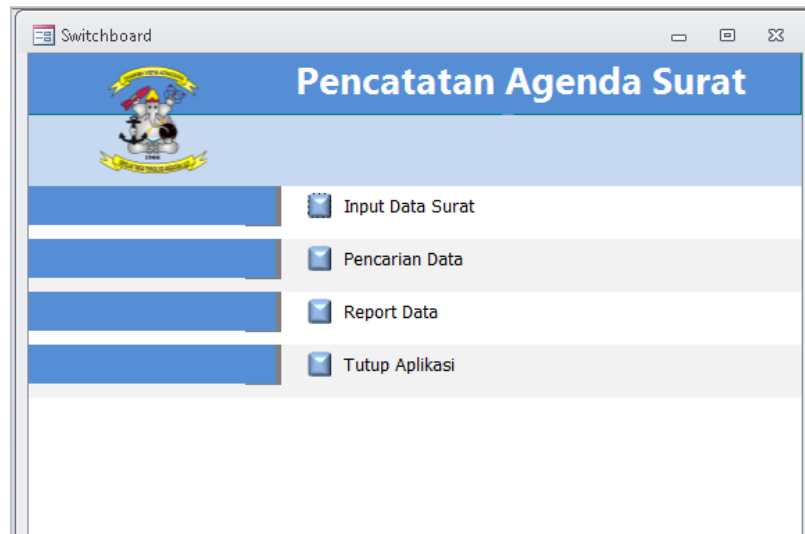 Switchboard
Pencatatan Agenda Surat
Input Data Surat
Pencarian Data
Report Data
Tutup Aplikasi